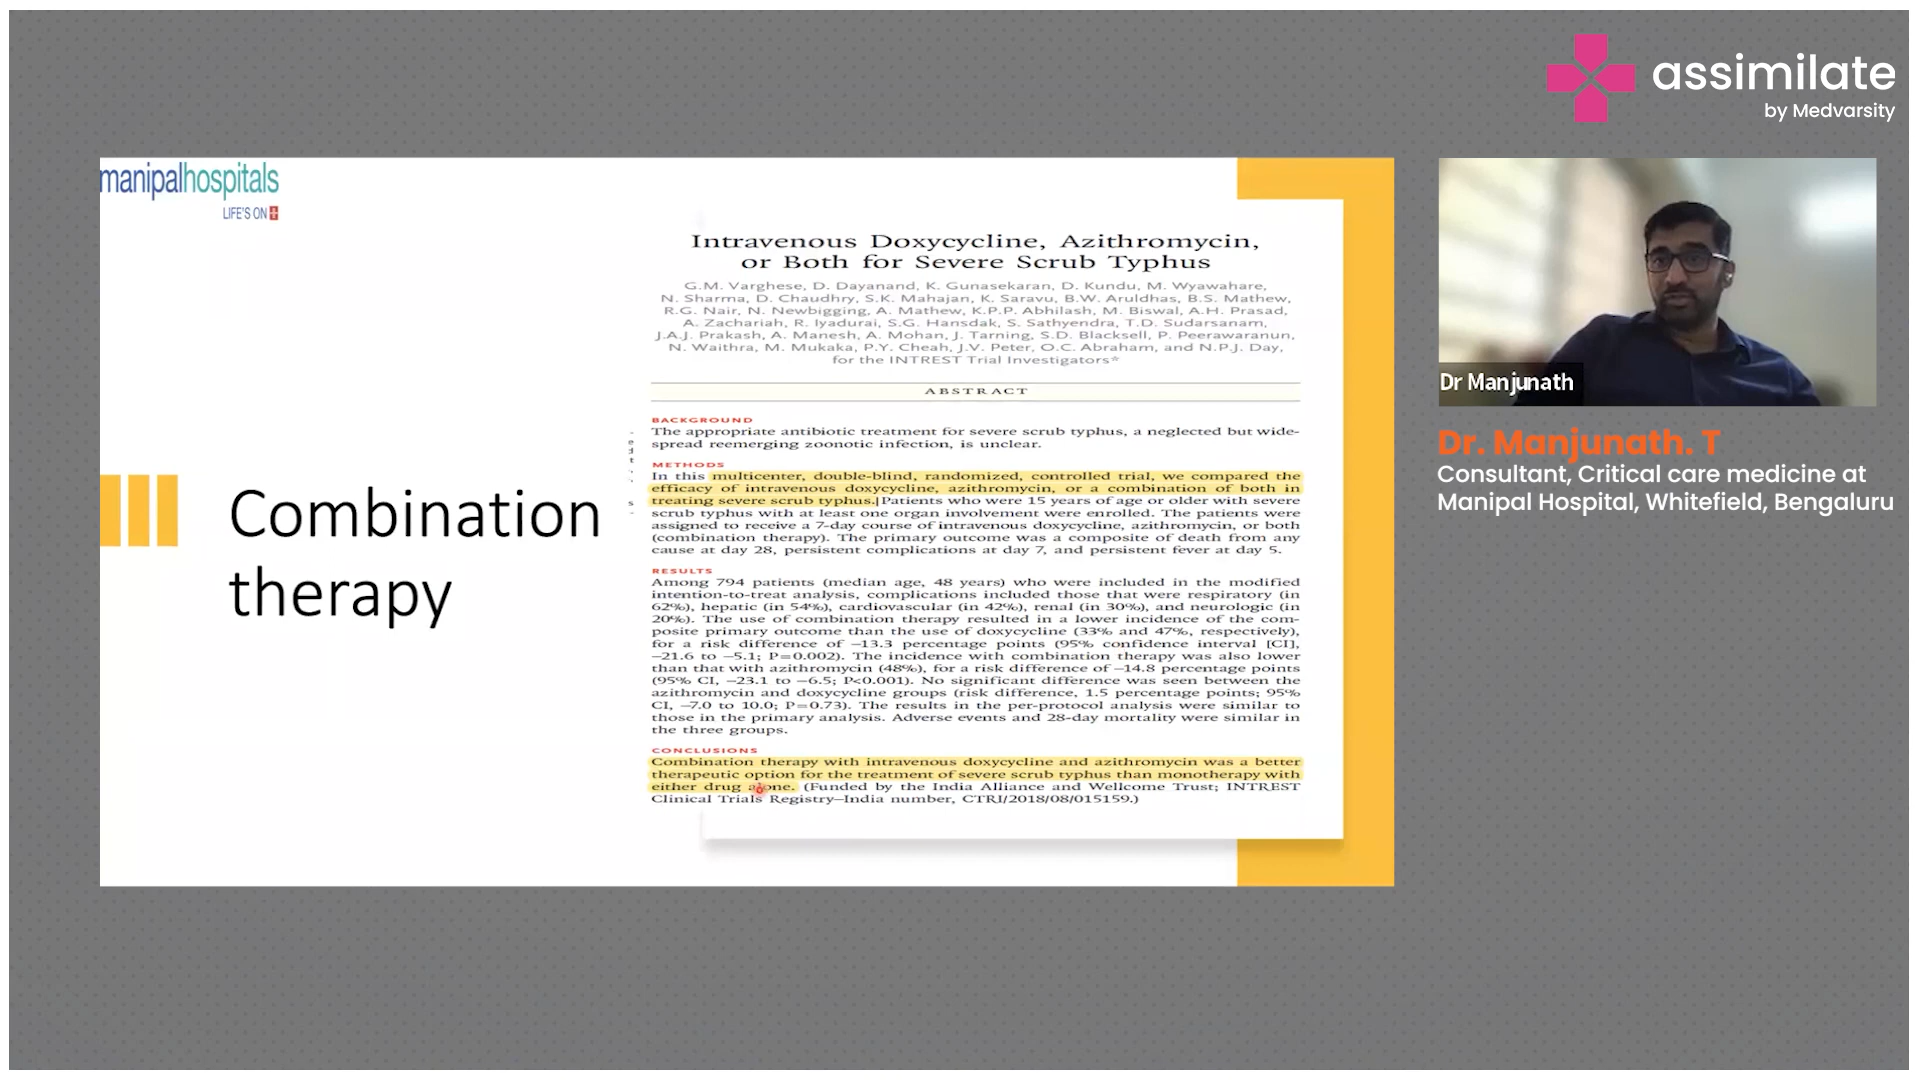 assimilate
by Medvarsity
manipalhospitals
LIFE'S ON
Combination
therapy
Intravenous Doxycycline, Azithromycin,
or Both for Severe Scrub Typhus
G.M. Varghese, D. Dayanand, K. Gunasekaran, D. Kundu, M. Wyawahare,
N. Sharma, D. Chaudhry, S.K. Mahajan, K. Saravu, B.W. Aruldhas, B.S. Mathew,
R.G. Nair, N. Newbigging, A. Mathew, K.P.P. Abhilash, M. Biswal, A.H. Prasad,
A. Zachariah, R. Iyadurai, S.G. Hansdak, S. Sathyendra, T.D. Sudarsanam,
J.A.J. Prakash, A. Manesh, A. Mohan, J. Tarning, S.D. Blacksell, P. Peerawaranun,
N. Waithra, M. Mukaka, P.Y. Cheah, J.V. Peter, O.C. Abraham, and N.P.J. Day,
for the INTREST Trial Investigators*
ABSTRACT
BACKGROUND
The appropriate antibiotic treatment for severe scrub typhus, a neglected but wide-
spread reemerging zoonotic infection, is unclear.
METHODS
In this multicenter, double-blind, randomized, controlled trial, we compared the
efficacy of intravenous doxycycline, azithromycin, or a combination of both in
treating severe scrub typhus. Patients who were 15 years of age or older with severe
scrub typhus with at least one organ involvement were enrolled. The patients were
assigned to receive a 7-day course of intravenous doxycycline, azithromycin, or both
(combination therapy). The primary outcome was a composite of death from any
cause at day 28, persistent complications at day 7, and persistent fever at day 5.
RESULTS
Among 794 patients (median age, 48 years) who were included in the modified
intention-to-treat analysis, complications included those that were respiratory (in
62%), hepatic (in 54%), cardiovascular (in 42%), renal (in 30%), and neurologic (in
20%). The use of combination therapy resulted in a lower incidence of the com-
posite primary outcome than the use of doxycycline (33% and 47%, respectively),
for a risk difference of −13.3 percentage points (95% confidence interval [CI],
−21.6 to −5.1; P=0.002). The incidence with combination therapy was also lower
than that with azithromycin (48%), for a risk difference of −14.8 percentage points
(95% CI, −23.1 to −6.5; P<0.001). No significant difference was seen between the
azithromycin and doxycycline groups (risk difference, 1.5 percentage points; 95%
CI, −7.0 to 10.0; P=0.73). The results in the per-protocol analysis were similar to
those in the primary analysis. Adverse events and 28-day mortality were similar in
the three groups.
CONCLUSIONS
Combination therapy with intravenous doxycycline and azithromycin was a better
therapeutic option for the treatment of severe scrub typhus than monotherapy with
either drug alone. (Funded by the India Alliance and Wellcome Trust; INTREST
Clinical Trials Registry–India number, CTRI/2018/08/015159.)
Dr Manjunath
Dr. Manjunath. T
Consultant, Critical care medicine at
Manipal Hospital, Whitefield, Bengaluru